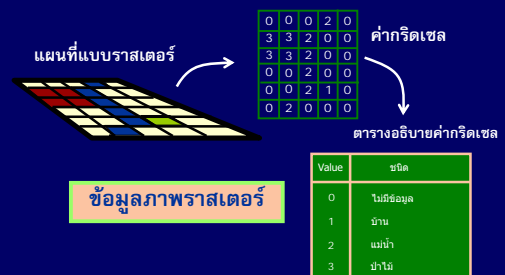 แผนที่แบบราสเตอร์
0 0 0 2 0
3 3 2 0 0
3 3 2 0 0
0 0 2 0 0
0 0 2 1 0
0 2 0 0 0
ค่ากริดเซล
ตารางอธิบายค่ากริดเซล
Value ชนิด
0 ไม่มีข้อมูล
1 บ้าน
2 แม่น้ำ
3 ป่าไม้
ข้อมูลภาพราสเตอร์